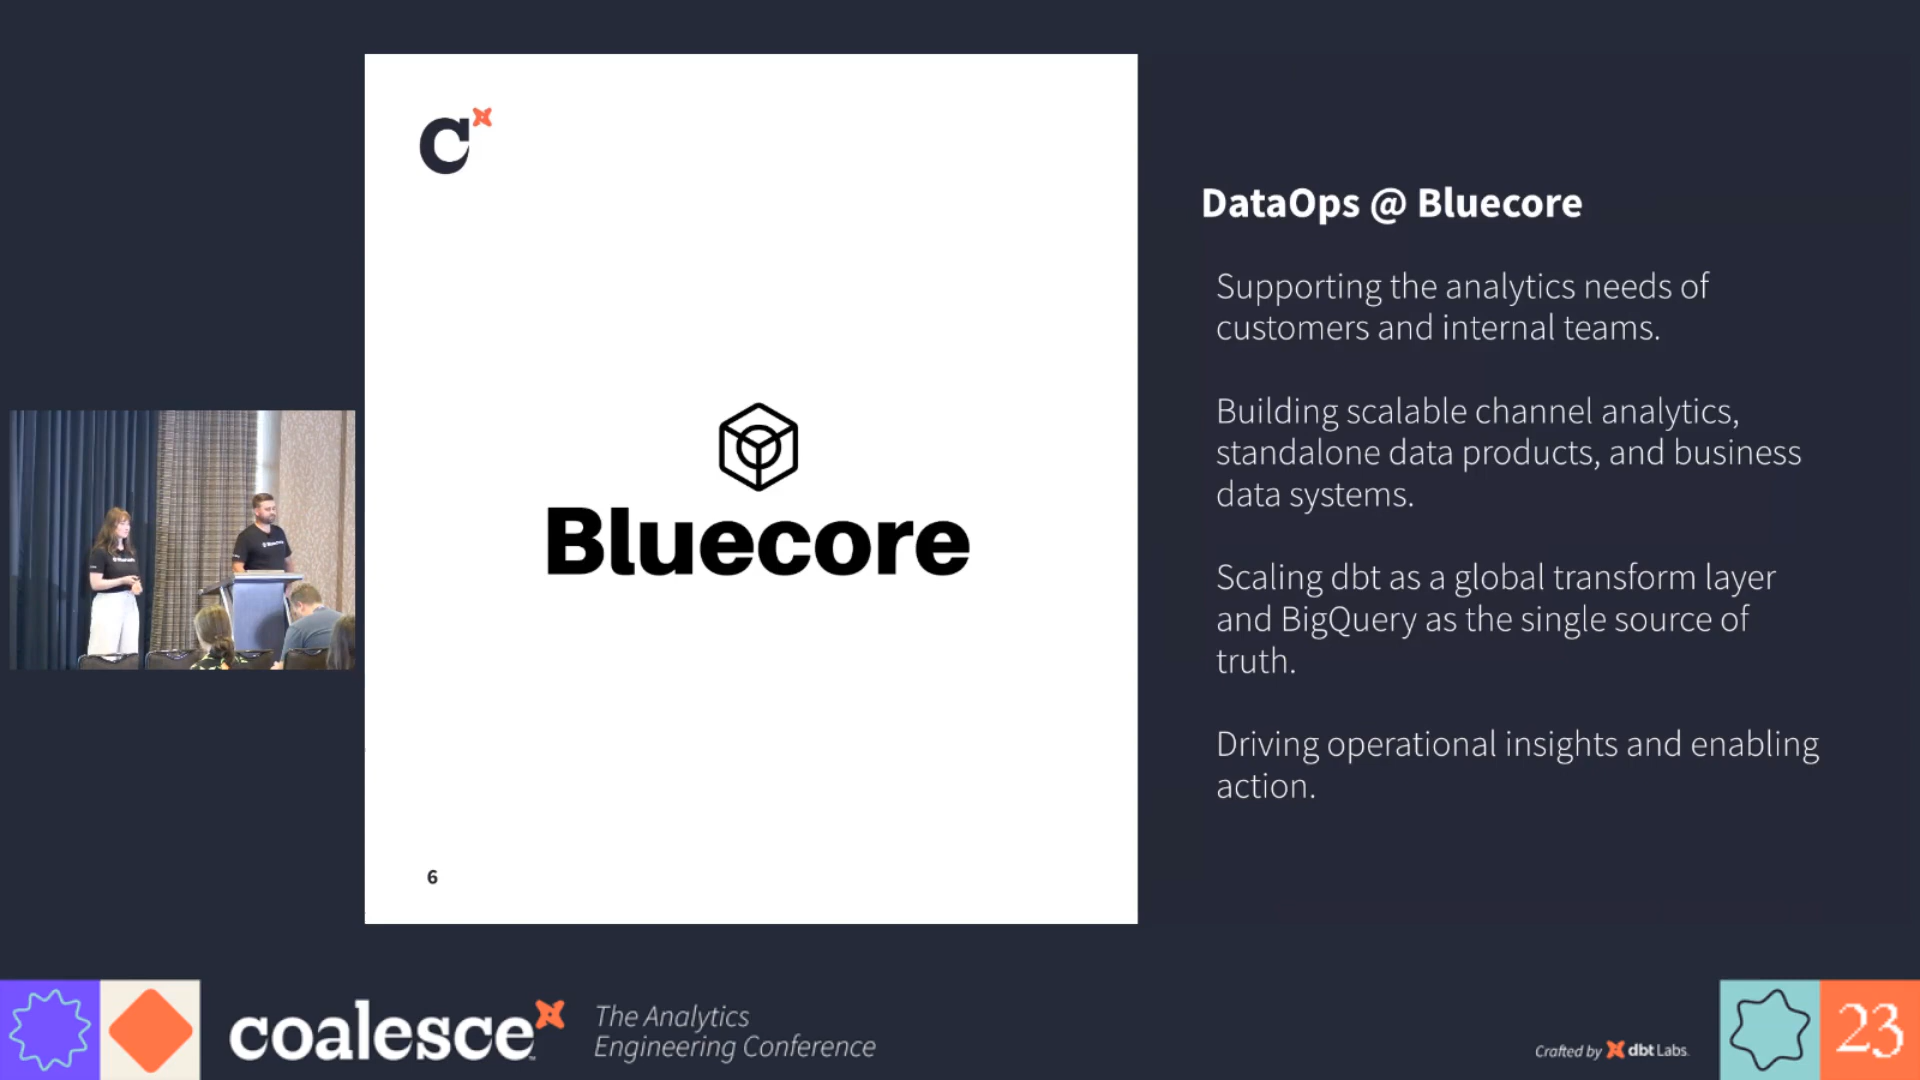 C
DataOps @ Bluecore
Supporting the analytics needs of
customers and internal teams.
Building scalable channel analytics,
standalone data products, and business
data systems.
Scaling dbt as a global transform layer
and BigQuery as the single source of
truth.
Driving operational insights and enabling
action.
Bluecore
6
coalesce
The Analytics
Engineering Conference
Crafted by dbt Labs
23